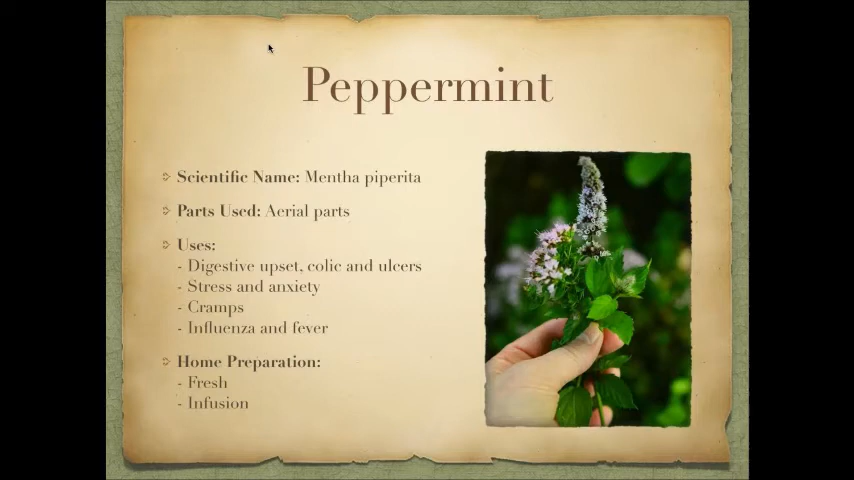 Peppermint
Scientific Name: Mentha piperita
Parts Used: Aerial parts
Uses:
- Digestive upset, colic and ulcers
- Stress and anxiety
- Cramps
- Influenza and fever
Home Preparation:
- Fresh
- Infusion